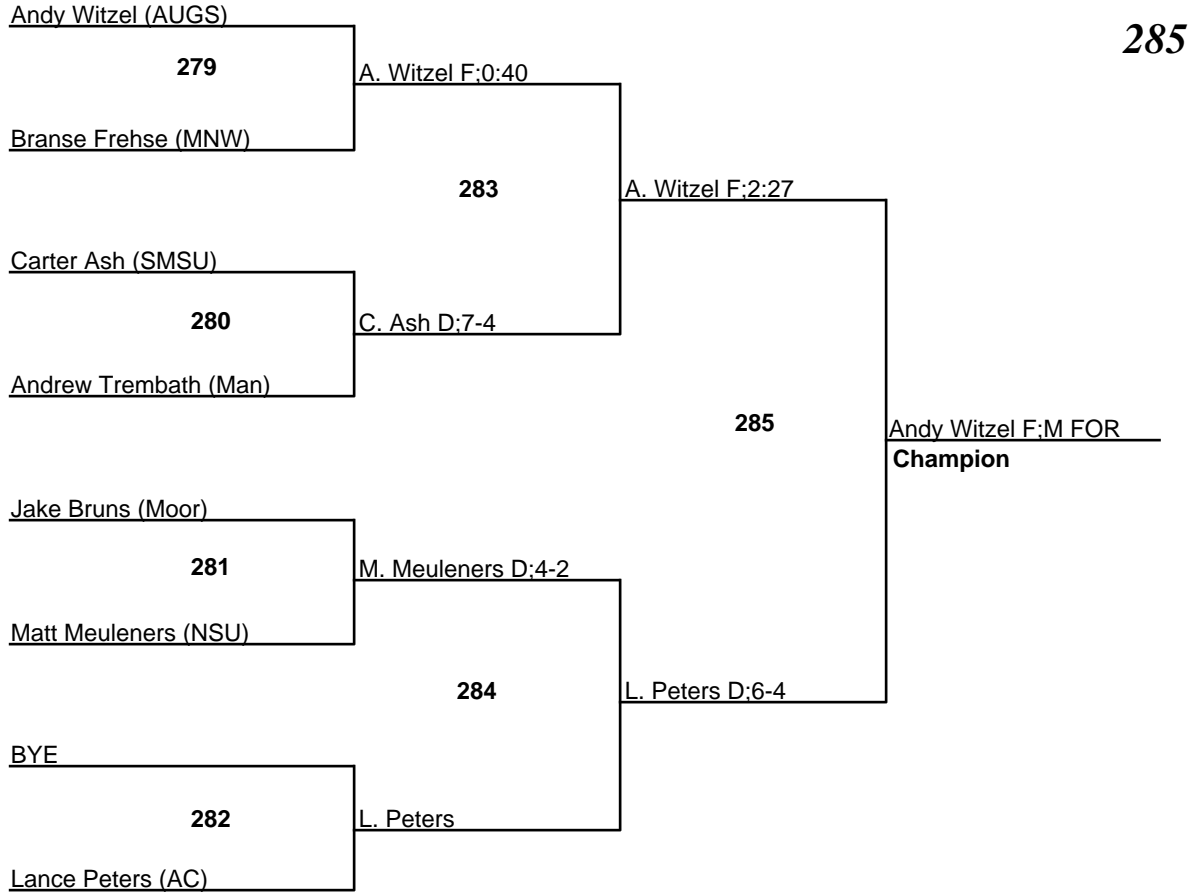 Andy Witzel (AUGS)
285
279
A. Witzel F;0:40
Branse Frehse (MNW)
283
A. Witzel F;2:27
Carter Ash (SMSU)
280
C. Ash D;7-4
Andrew Trembath (Man)
285
Andy Witzel F;M FOR
Champion
Jake Bruns (Moor)
281
M. Meuleners D;4-2
Matt Meuleners (NSU)
284
L. Peters D;6-4
BYE
282
L. Peters
Lance Peters (AC)